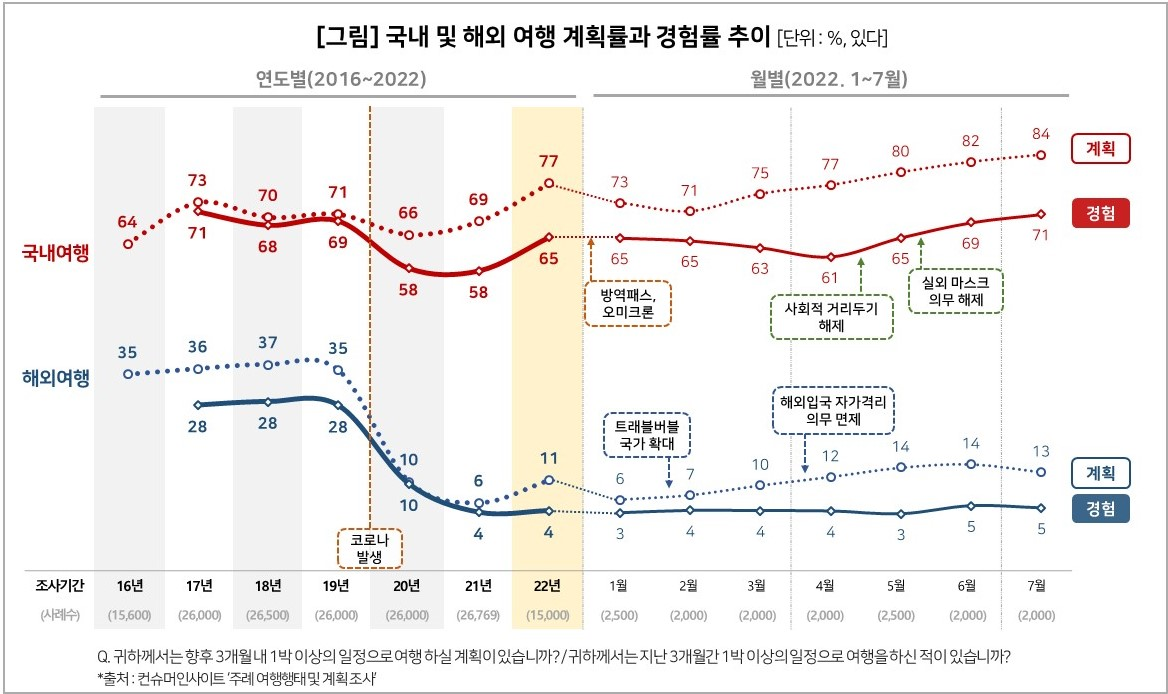 [그림] 국내 및 해외 여행 계획률과 경험률 추이 [단위 : %, 있다]
연도별(2016~2022) 월별(2022. 1~7월)
국내여행
계획 64 73 70 71 66 69 77 73 71 75 77 80 82 84
경험 71 68 69 58 58 65 65 65 63 61 65 69 71
방역패스,
오미크론
사회적 거리두기
해제
실외 마스크
의무 해제
해외여행
계획 35 36 37 35 10 6 11 6 7 10 12 14 14 13
경험 28 28 28 10 4 4 3 4 4 4 3 5 5
트래블버블
국가 확대
해외입국 자가격리
의무 면제
코로나
발생
조사기간 16년 17년 18년 19년 20년 21년 22년 1월 2월 3월 4월 5월 6월 7월
(사례수) (15,600) (26,000) (26,500) (26,000) (26,000) (26,769) (15,000) (2,500) (2,000) (2,000) (2,000) (2,500) (2,000) (2,000)
Q. 귀하께서는 향후 3개월 내 1박 이상의 일정으로 여행 하실 계획이 있습니까? / 귀하께서는 지난 3개월간 1박 이상의 일정으로 여행을 하신 적이 있습니까?
*출처 : 컨슈머인사이트 '주례 여행행태 및 계획 조사'